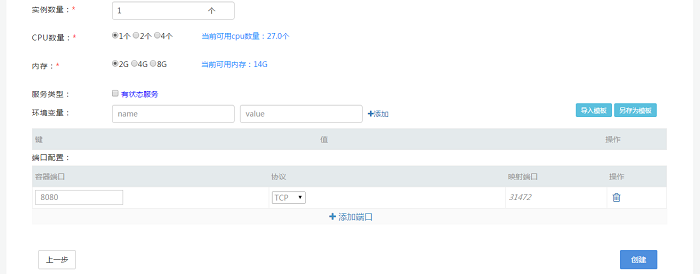 实例数量：* 1 个
CPU数量：* 1个 2个 4个 当前可用cpu数量：27.0个
内存：* 2G 4G 8G 当前可用内存：14G
服务类型： 有状态服务
环境变量： name value +添加 导入模板 另存为模板
键 值 操作
端口配置：
容器端口 协议 映射端口 操作
8080 TCP 31472
+ 添加端口
上一步 创建